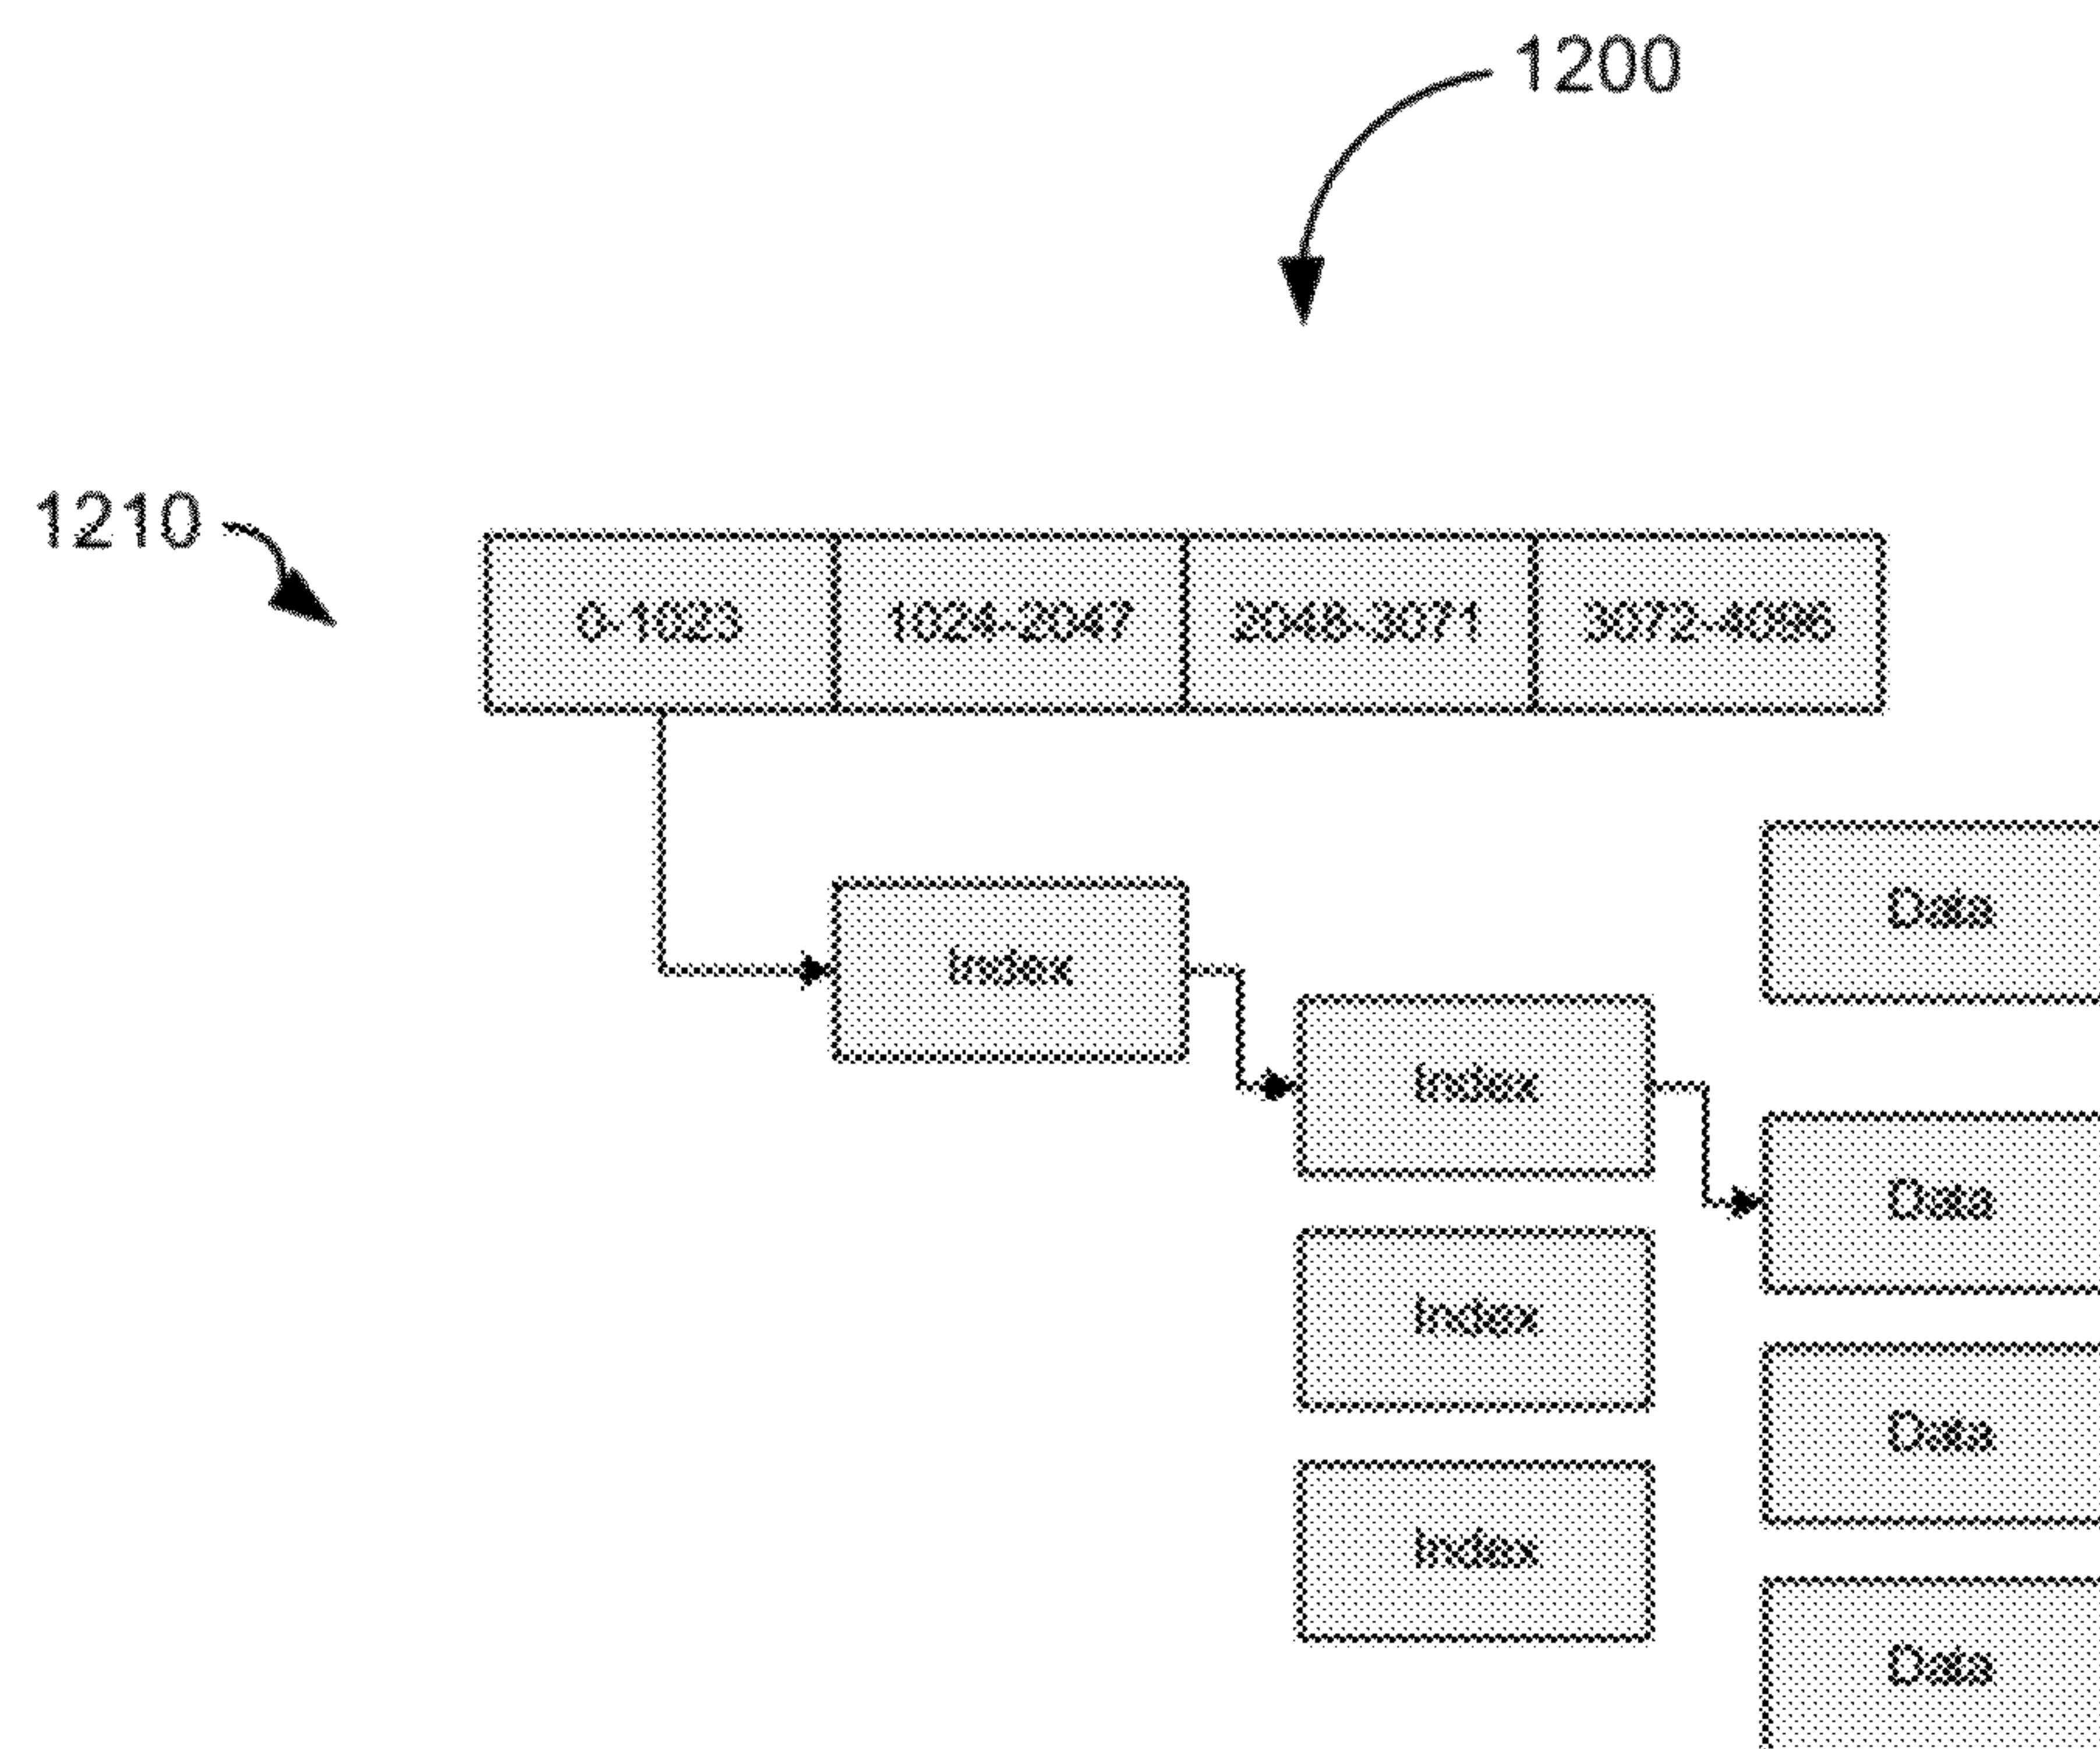 1200
1210
0-1023 1024-2047 2048-3071 3072-4096
Data
Index
Index
Data
Index
Data
Index
Data